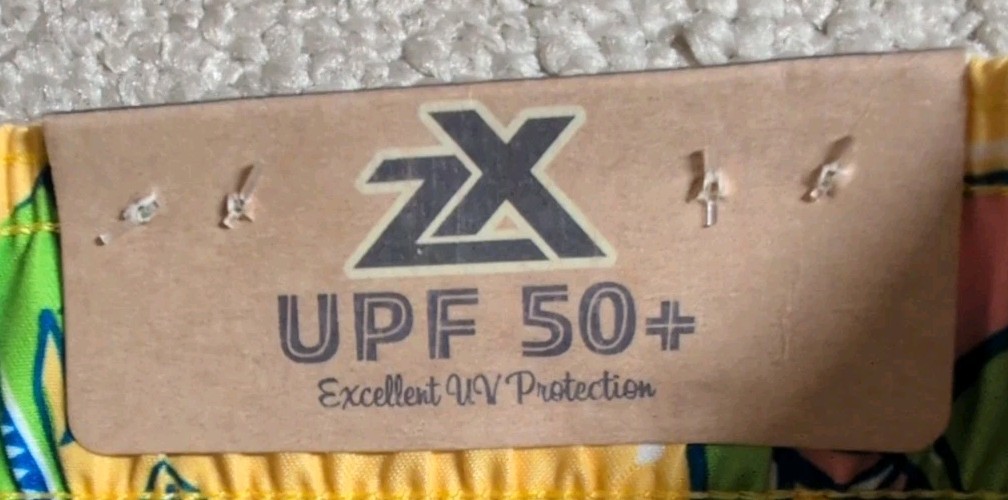 ZX
UPF 50+
Excellent UV Protection